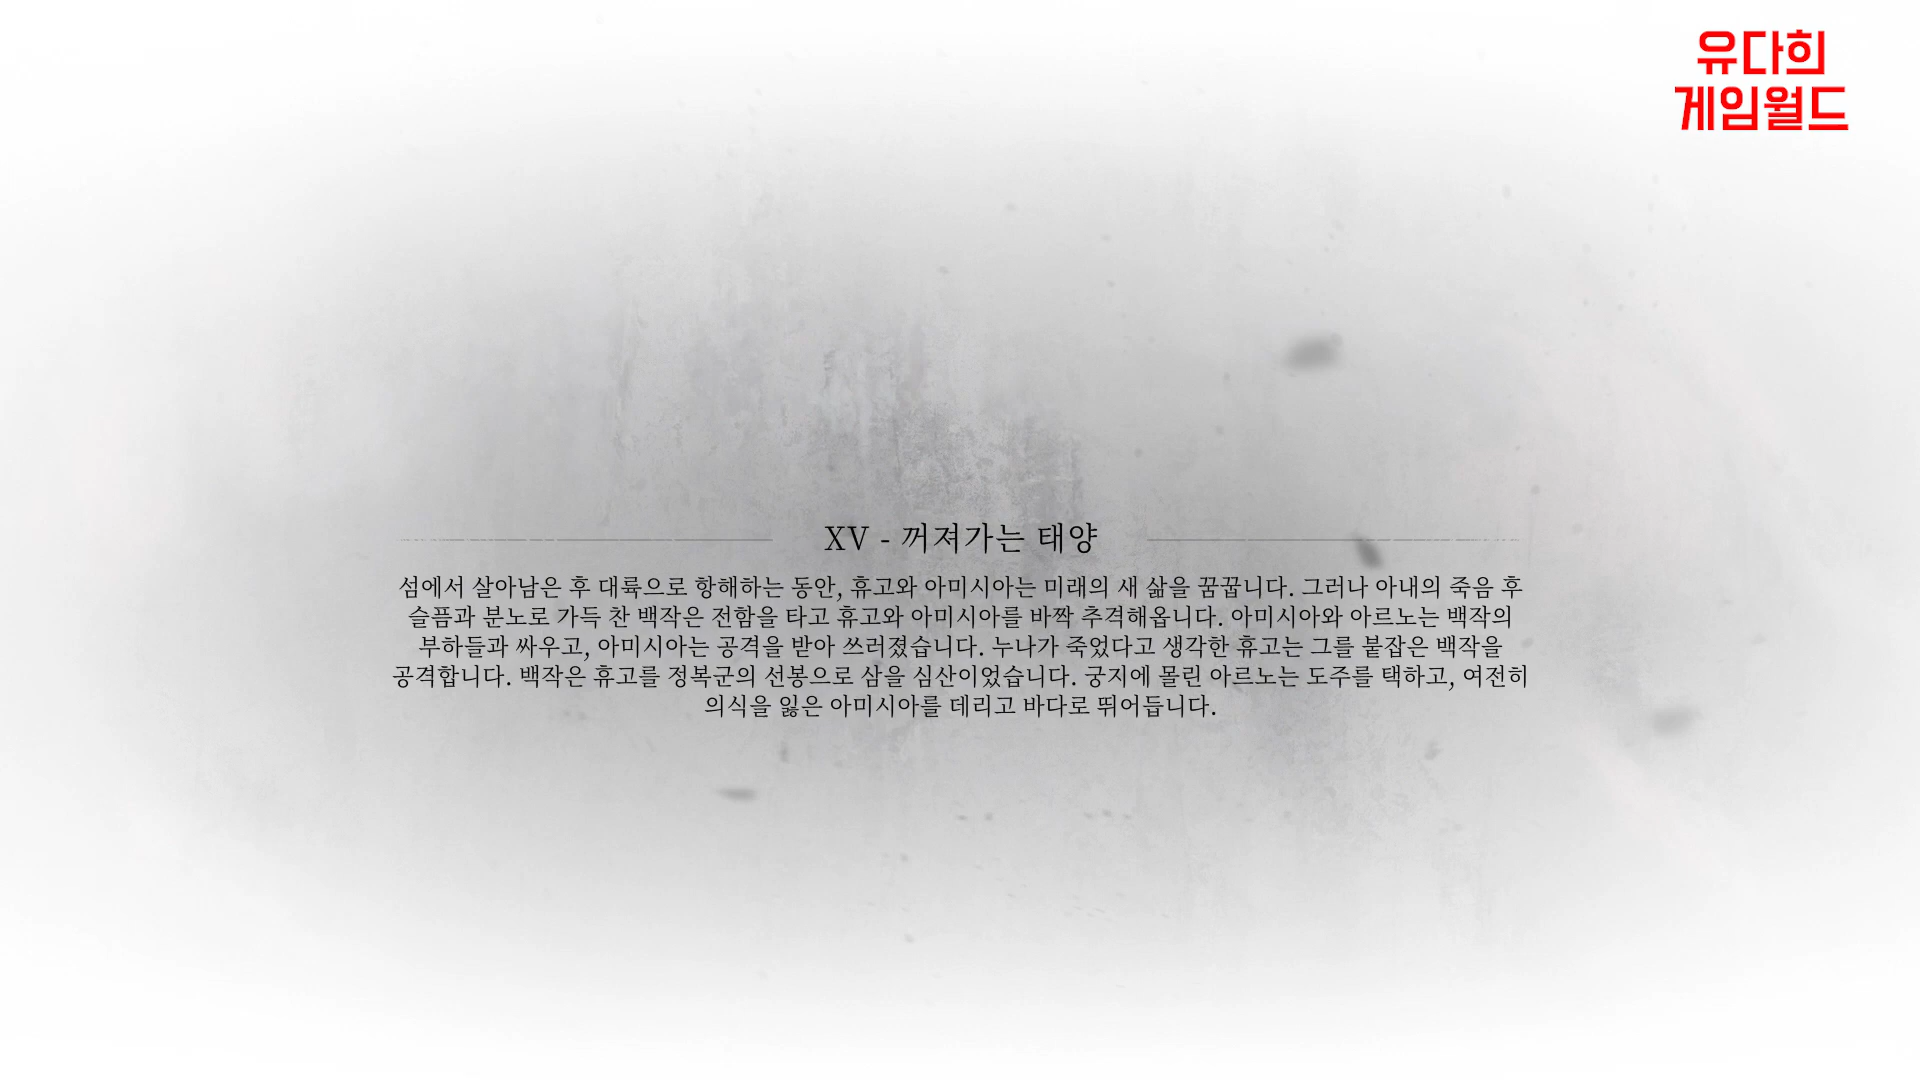 유다희
게임월드
XV - 꺼져가는 태양
섬에서 살아남은 후 대륙으로 항해하는 동안, 휴고와 아미시아는 미래의 새 삶을 꿈꿉니다. 그러나 아내의 죽음 후
슬픔과 분노로 가득 찬 백작은 전함을 타고 휴고와 아미시아를 바짝 추격해옵니다. 아미시아와 아르노는 백작의
부하들과 싸우고, 아미시아는 공격을 받아 쓰러졌습니다. 누나가 죽었다고 생각한 휴고는 그를 붙잡은 백작을
공격합니다. 백작은 휴고를 정복군의 선봉으로 삼을 심산이었습니다. 궁지에 몰린 아르노는 도주를 택하고, 여전히
의식을 잃은 아미시아를 데리고 바다로 뛰어듭니다.